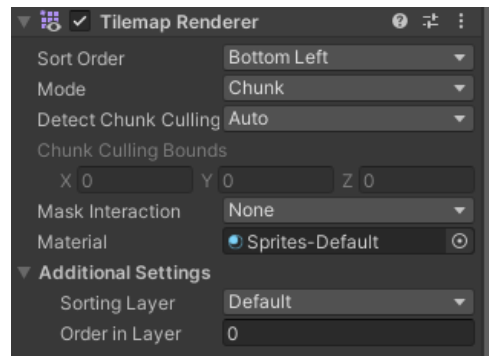 Tilemap Renderer
Sort Order Bottom Left
Mode Chunk
Detect Chunk Culling Auto
Chunk Culling Bounds
X 0 Y 0 Z 0
Mask Interaction None
Material Sprites-Default
Additional Settings
Sorting Layer Default
Order in Layer 0